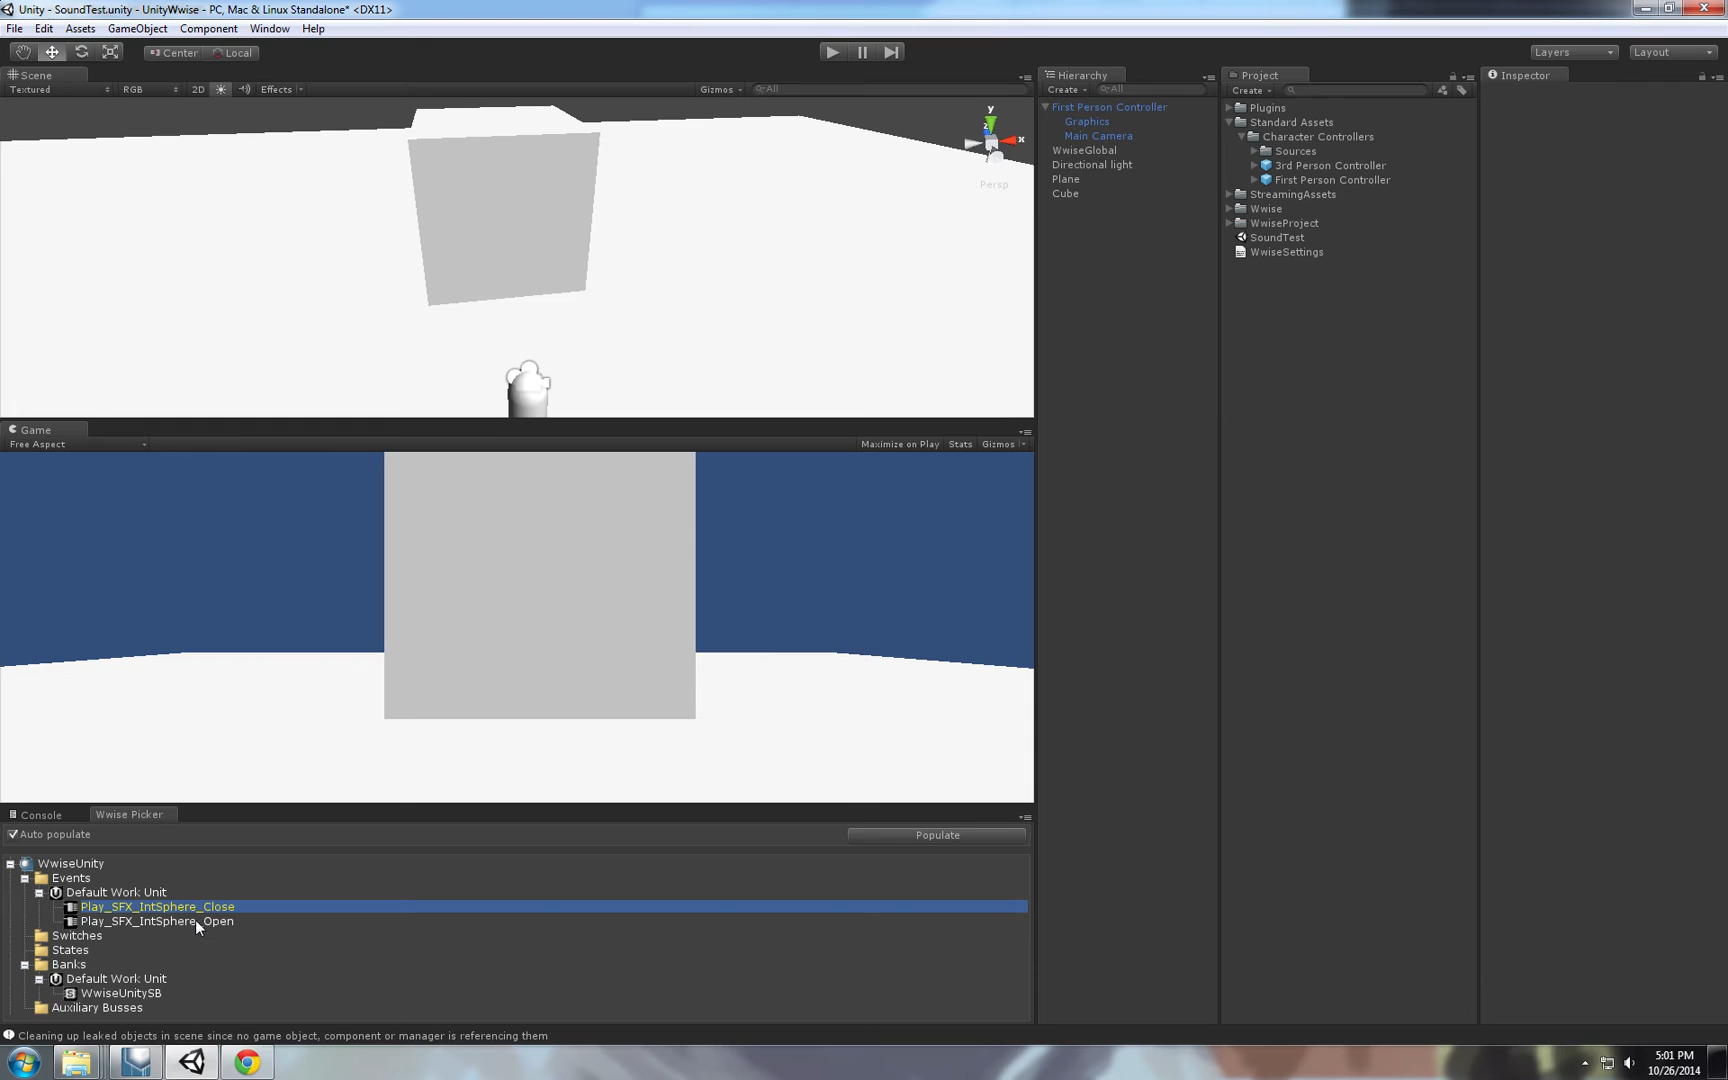 Unity - SoundTest.unity - UnityWwise - PC, Mac & Linux Standalone* <DX11>
File Edit Assets GameObject Component Window Help
Center Local Layers Layout
Scene
Textured RGB 2D Effects Gizmos All
y
x
z
Persp
Game
Free Aspect Maximize on Play Stats Gizmos
Console Wwise Picker
Auto populate Populate
WwiseUnity
Events
Default Work Unit
Play_SFX_IntSphere_Close
Play_SFX_IntSphere_Open
Switches
States
Banks
Default Work Unit
WwiseUnitySB
Auxiliary Busses
Hierarchy
Create All
First Person Controller
Graphics
Main Camera
WwiseGlobal
Directional light
Plane
Cube
Project
Create
Plugins
Standard Assets
Character Controllers
Sources
3rd Person Controller
First Person Controller
StreamingAssets
Wwise
WwiseProject
SoundTest
WwiseSettings
Inspector
Cleaning up leaked objects in scene since no game object, component or manager is referencing them
5:01 PM
10/26/2014